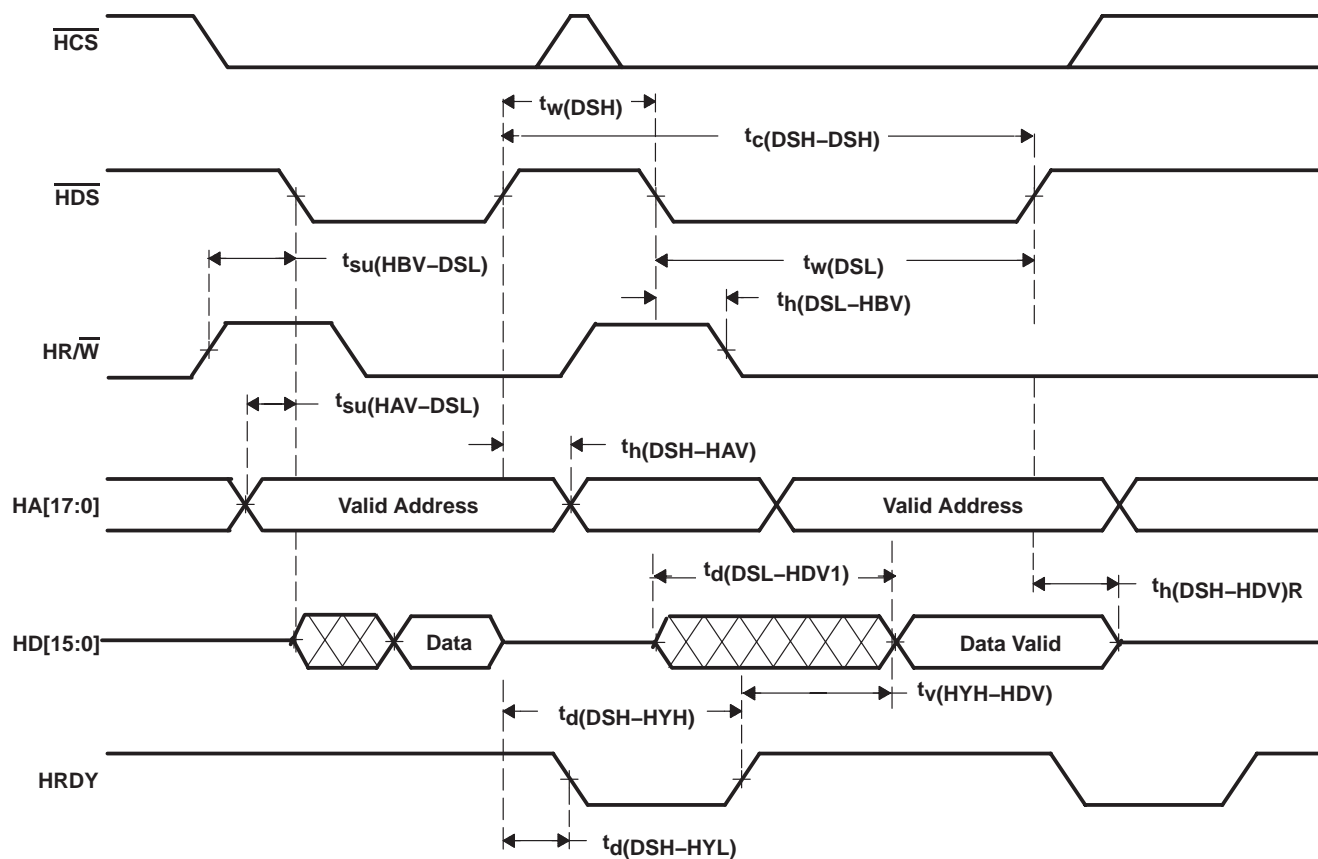 H̅C̅S̅
tw(DSH)
tc(DSH–DSH)
H̅D̅S̅
tsu(HBV–DSL)
tw(DSL)
th(DSL–HBV)
HR/W̅
tsu(HAV–DSL)
th(DSH–HAV)
HA[17:0]
Valid Address
Valid Address
td(DSL–HDV1)
th(DSH–HDV)R
HD[15:0]
Data
Data Valid
tv(HYH–HDV)
td(DSH–HYH)
HRDY
td(DSH–HYL)